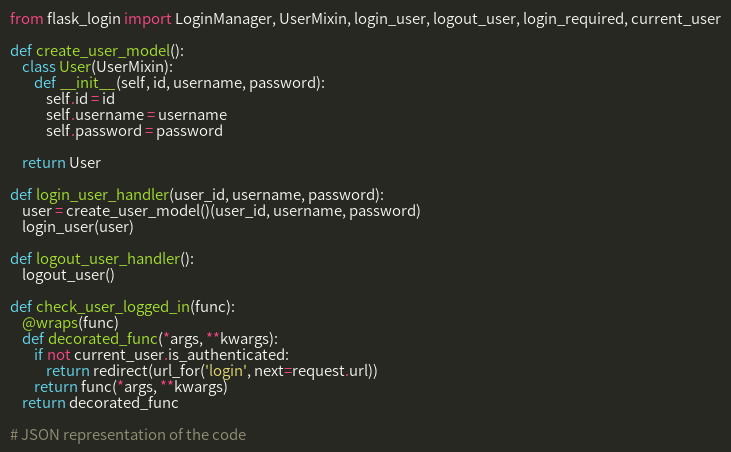 from flask_login import LoginManager, UserMixin, login_user, logout_user, login_required, current_user
def create_user_model():
class User(UserMixin):
def __init__(self, id, username, password):
self.id = id
self.username = username
self.password = password
return User
def login_user_handler(user_id, username, password):
user = create_user_model()(user_id, username, password)
login_user(user)
def logout_user_handler():
logout_user()
def check_user_logged_in(func):
@wraps(func)
def decorated_func(*args, **kwargs):
if not current_user.is_authenticated:
return redirect(url_for('login', next=request.url))
return func(*args, **kwargs)
return decorated_func
# JSON representation of the code